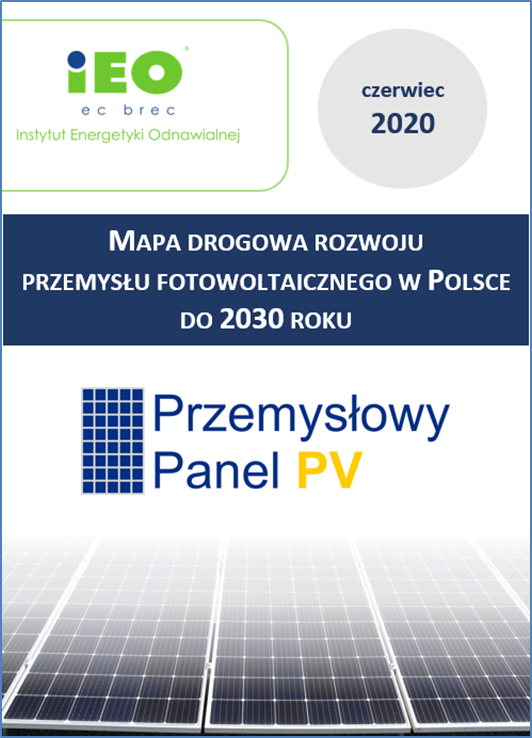 iEO
ec brec
Instytut Energetyki Odnawialnej
czerwiec
2020
MAPA DROGOWA ROZWOJU
PRZEMYSŁU FOTOWOLTAICZNEGO W POLSCE
DO 2030 ROKU
Przemysłowy
Panel PV